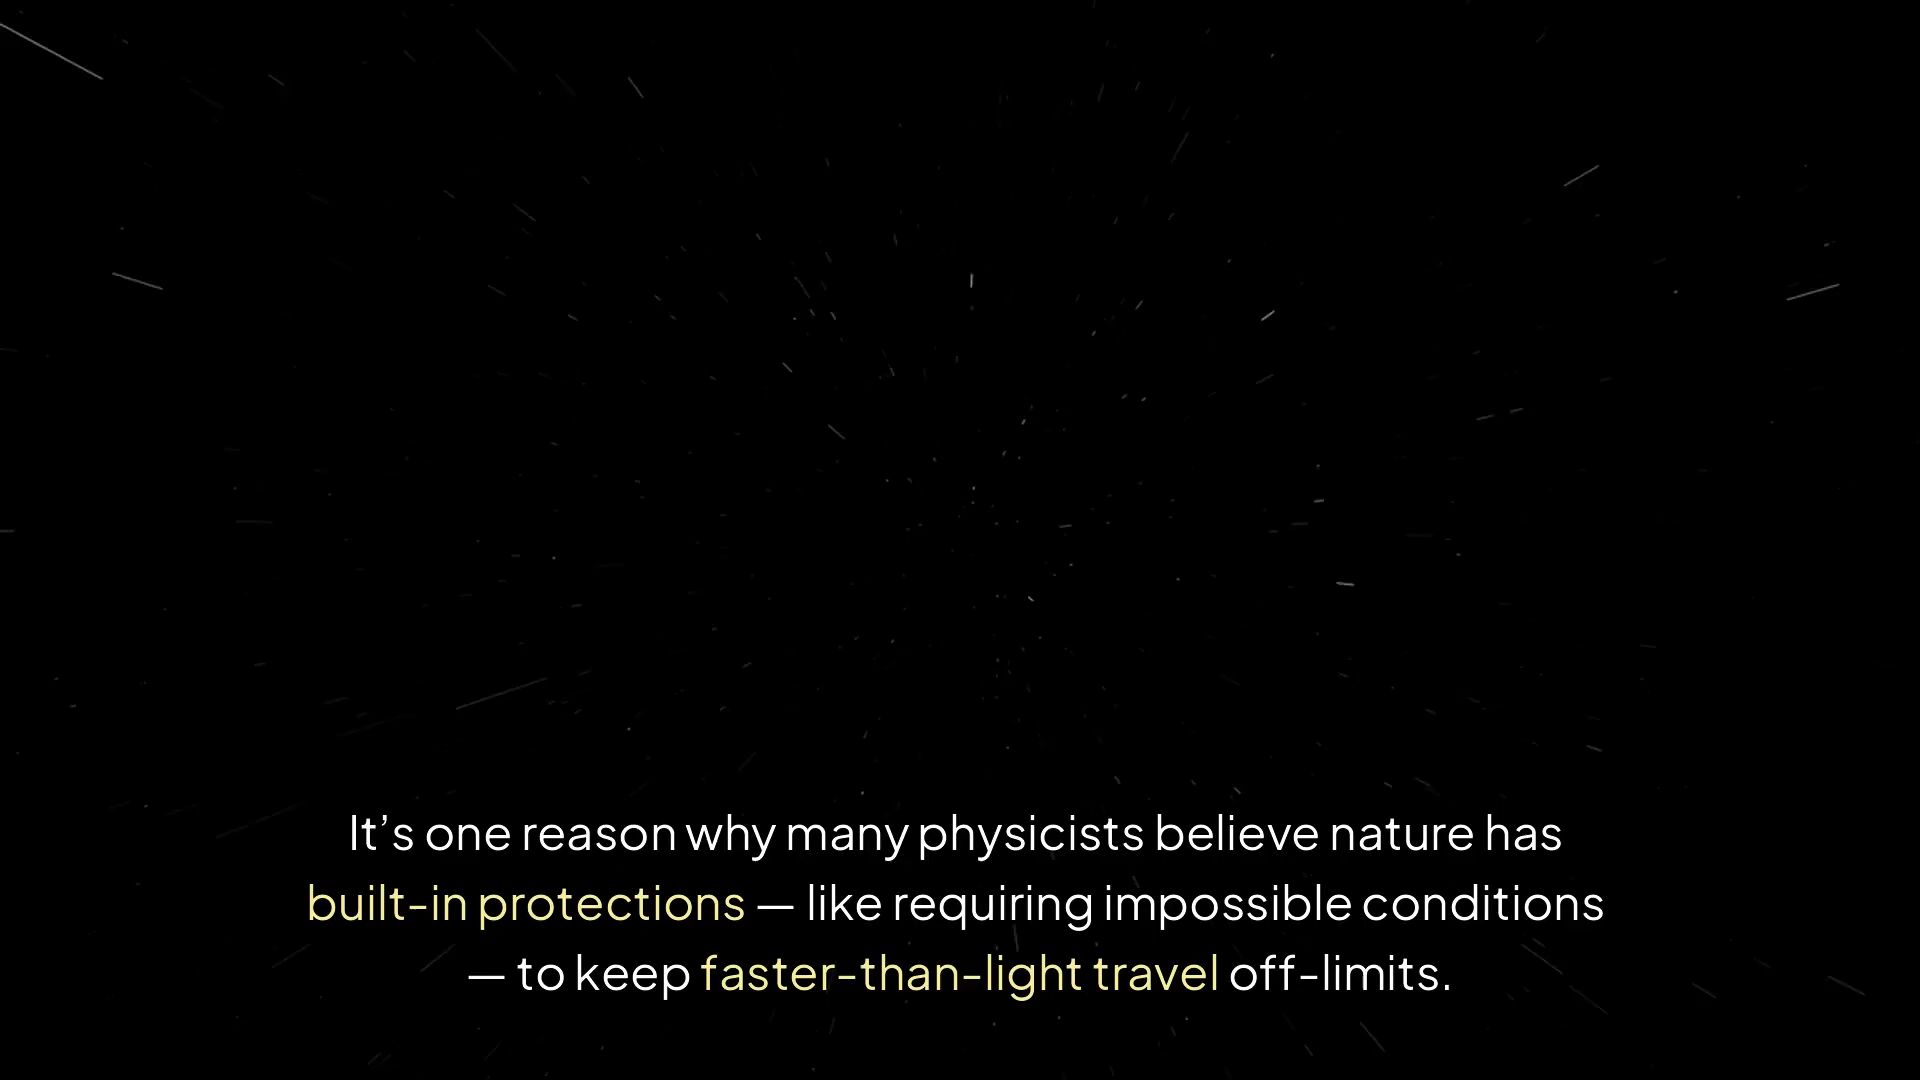 It’s one reason why many physicists believe nature has
built-in protections — like requiring impossible conditions
— to keep faster-than-light travel off-limits.